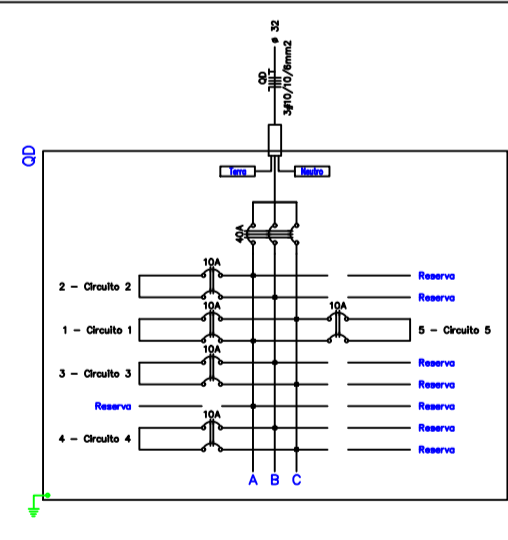 ø 32
QD
3#10/10/6mm2
QD
Terra
Neutro
40A
10A
2 - Circuito 2
Reserva
Reserva
10A
10A
1 - Circuito 1
5 - Circuito 5
10A
3 - Circuito 3
Reserva
Reserva
Reserva
Reserva
10A
4 - Circuito 4
Reserva
Reserva
A B C